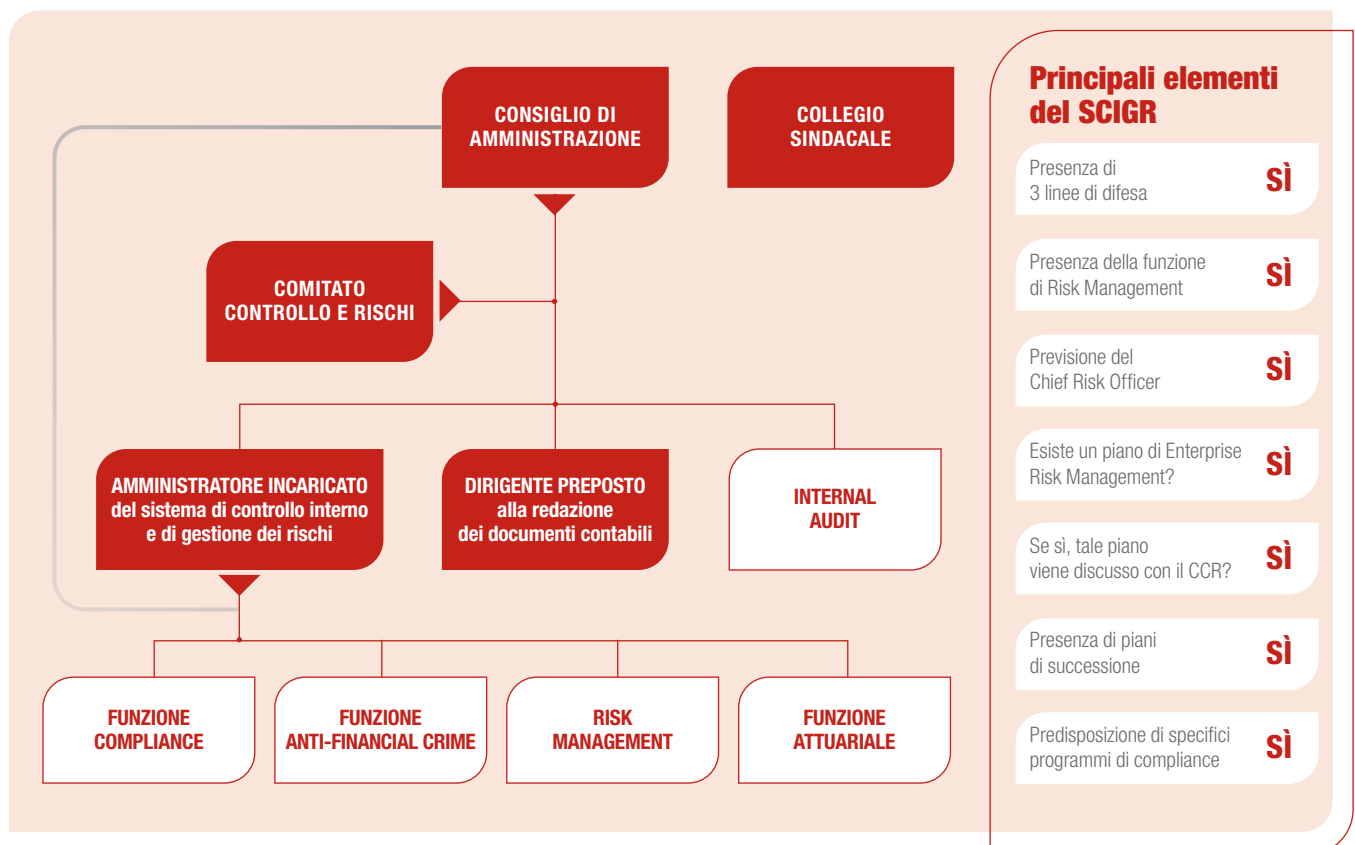 CONSIGLIO DI
AMMINISTRAZIONE
COLLEGIO
SINDACALE
COMITATO
CONTROLLO E RISCHI
AMMINISTRATORE INCARICATO
del sistema di controllo interno
e di gestione dei rischi
DIRIGENTE PREPOSTO
alla redazione
dei documenti contabili
INTERNAL
AUDIT
FUNZIONE
COMPLIANCE
FUNZIONE
ANTI-FINANCIAL CRIME
RISK
MANAGEMENT
FUNZIONE
ATTUARIALE
Principali elementi
del SCIGR
Presenza di
3 linee di difesa
SÌ
Presenza della funzione
di Risk Management
SÌ
Previsione del
Chief Risk Officer
SÌ
Esiste un piano di Enterprise
Risk Management?
SÌ
Se sì, tale piano
viene discusso con il CCR?
SÌ
Presenza di piani
di successione
SÌ
Predisposizione di specifici
programmi di compliance
SÌ